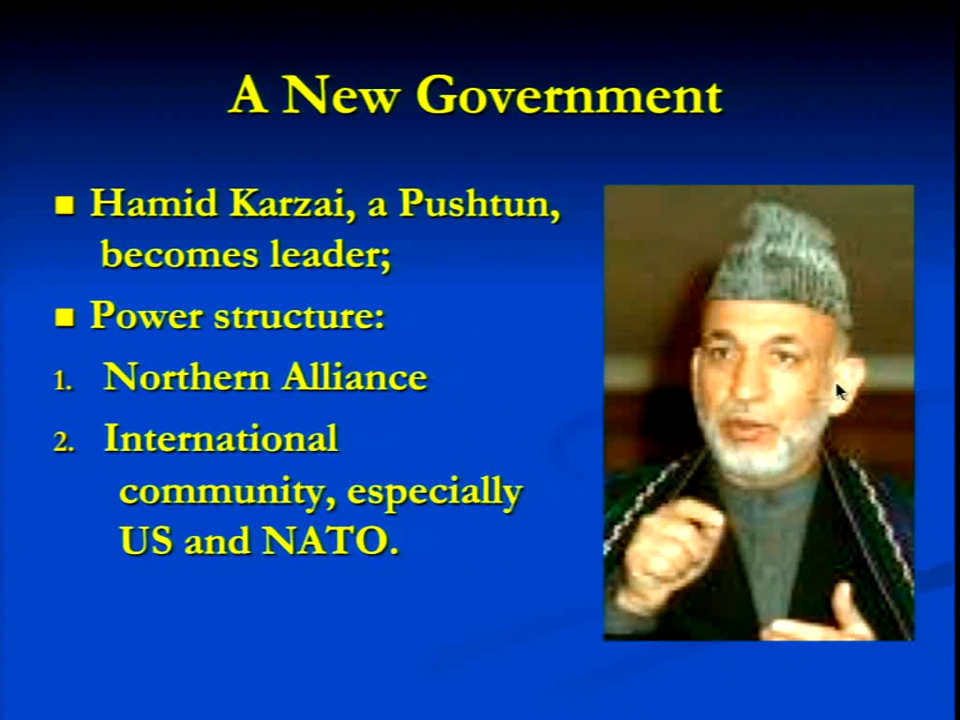 A New Government
Hamid Karzai, a Pushtun,
becomes leader;
Power structure:
1. Northern Alliance
2. International
community, especially
US and NATO.